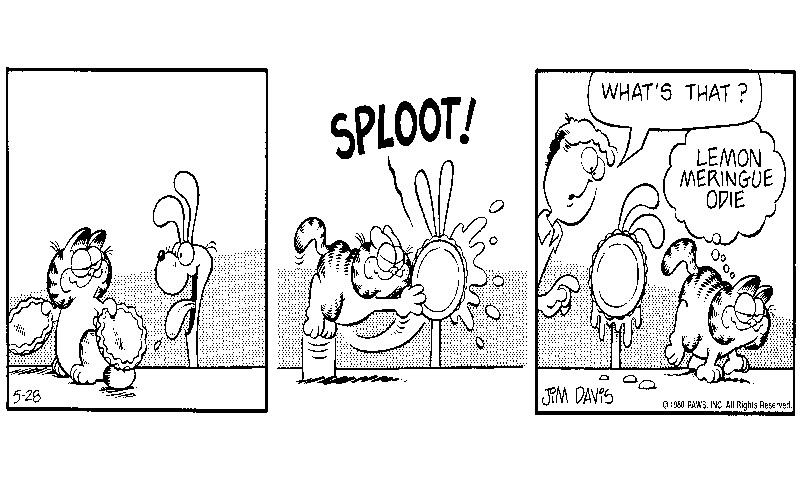 5-28
SPLOOT!
WHAT'S THAT?
LEMON
MERINGUE
ODIE
JIM DAVIS
© 1980 PAWS, INC. All Rights Reserved.